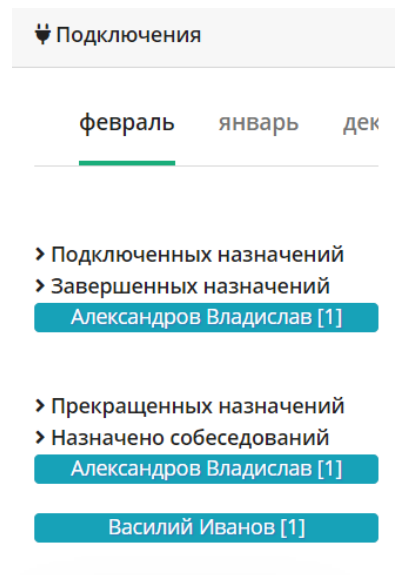 Подключения
февраль январь дек
Подключенных назначений
Завершенных назначений
Александров Владислав [1]
Прекращенных назначений
Назначено собеседований
Александров Владислав [1]
Василий Иванов [1]